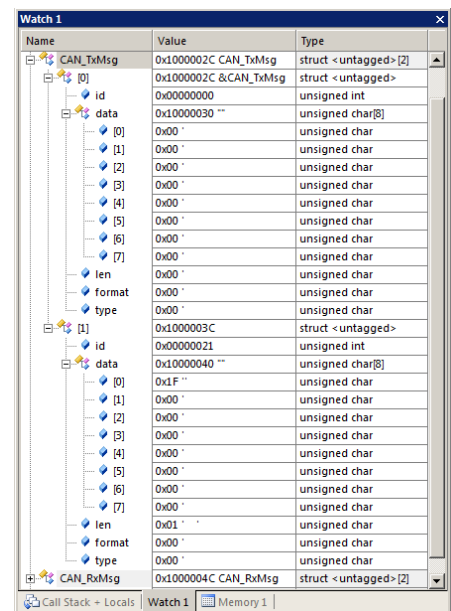 Watch 1
Name Value Type
CAN_TxMsg 0x1000002C CAN_TxMsg struct <untagged>[2]
[0] 0x1000002C &CAN_TxMsg struct <untagged>
id 0x00000000 unsigned int
data 0x10000030 "" unsigned char[8]
[0] 0x00 ' unsigned char
[1] 0x00 ' unsigned char
[2] 0x00 ' unsigned char
[3] 0x00 ' unsigned char
[4] 0x00 ' unsigned char
[5] 0x00 ' unsigned char
[6] 0x00 ' unsigned char
[7] 0x00 ' unsigned char
len 0x00 ' unsigned char
format 0x00 ' unsigned char
type 0x00 ' unsigned char
[1] 0x1000003C struct <untagged>
id 0x00000021 unsigned int
data 0x10000040 "" unsigned char[8]
[0] 0x1F '' unsigned char
[1] 0x00 ' unsigned char
[2] 0x00 ' unsigned char
[3] 0x00 ' unsigned char
[4] 0x00 ' unsigned char
[5] 0x00 ' unsigned char
[6] 0x00 ' unsigned char
[7] 0x00 ' unsigned char
len 0x01 ' ' unsigned char
format 0x00 ' unsigned char
type 0x00 ' unsigned char
CAN_RxMsg 0x1000004C CAN_RxMsg struct <untagged>[2]
Call Stack + Locals Watch 1 Memory 1